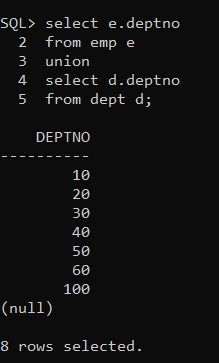 SQL> select e.deptno
  2  from emp e
  3  union
  4  select d.deptno
  5  from dept d;

    DEPTNO
----------
        10
        20
        30
        40
        50
        60
       100
(null)

8 rows selected.